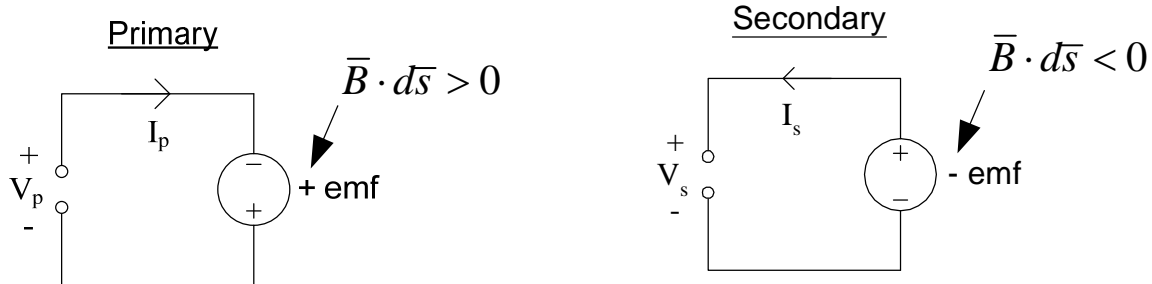 Primary
B̅ · ds̅ > 0
I_p
+
V_p
-
−
+
+ emf
Secondary
B̅ · ds̅ < 0
I_s
+
V_s
-
+
−
- emf